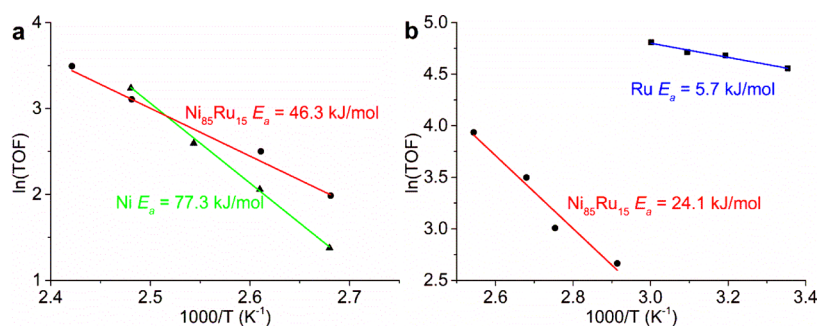 a
ln(TOF)
4
3
2
1
Ni₈₅Ru₁₅ Eₐ = 46.3 kJ/mol
Ni Eₐ = 77.3 kJ/mol
2.4 2.5 2.6 2.7
1000/T (K⁻¹)
b
ln(TOF)
5.0
4.5
4.0
3.5
3.0
2.5
Ru Eₐ = 5.7 kJ/mol
Ni₈₅Ru₁₅ Eₐ = 24.1 kJ/mol
2.6 2.8 3.0 3.2 3.4
1000/T (K⁻¹)